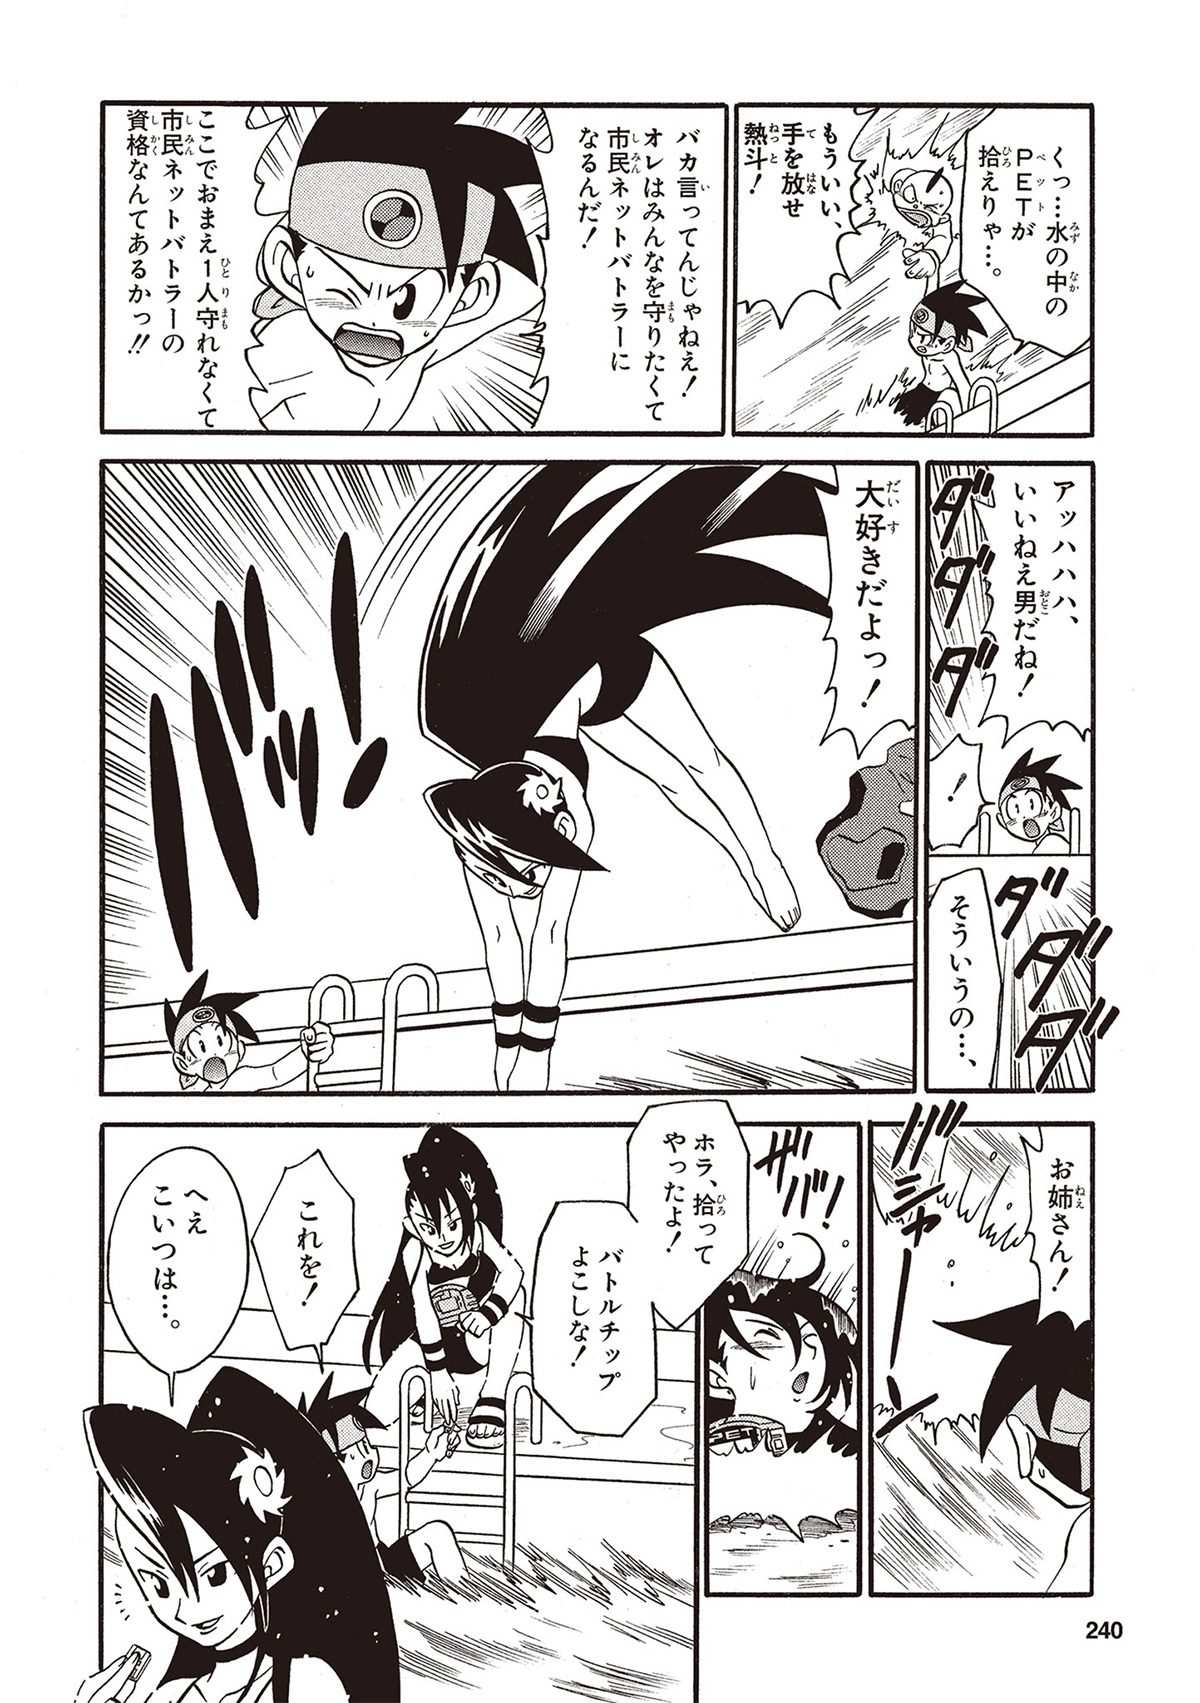 くっ…水の中の
PETが
拾えりゃ…。
もういい、
手を放せ
熱斗！
バカ言ってんじゃねえ！
オレはみんなを守りたくて
市民ネットバトラーに
なるんだ！
ここでおまえ1人守れなくて
市民ネットバトラーの
資格なんてあるかっ!!
アッハハハ、
いいねえ男だね！
ダダダダ
！
そういうの…、
ダダダ
大好きだよっ！
バッ！
お姉さん！
バシャーン
ザバ！
PET
ホラ、拾って
やったよ！
バトルチップ
よこしな！
これを！
へえ
こいつは…。
240